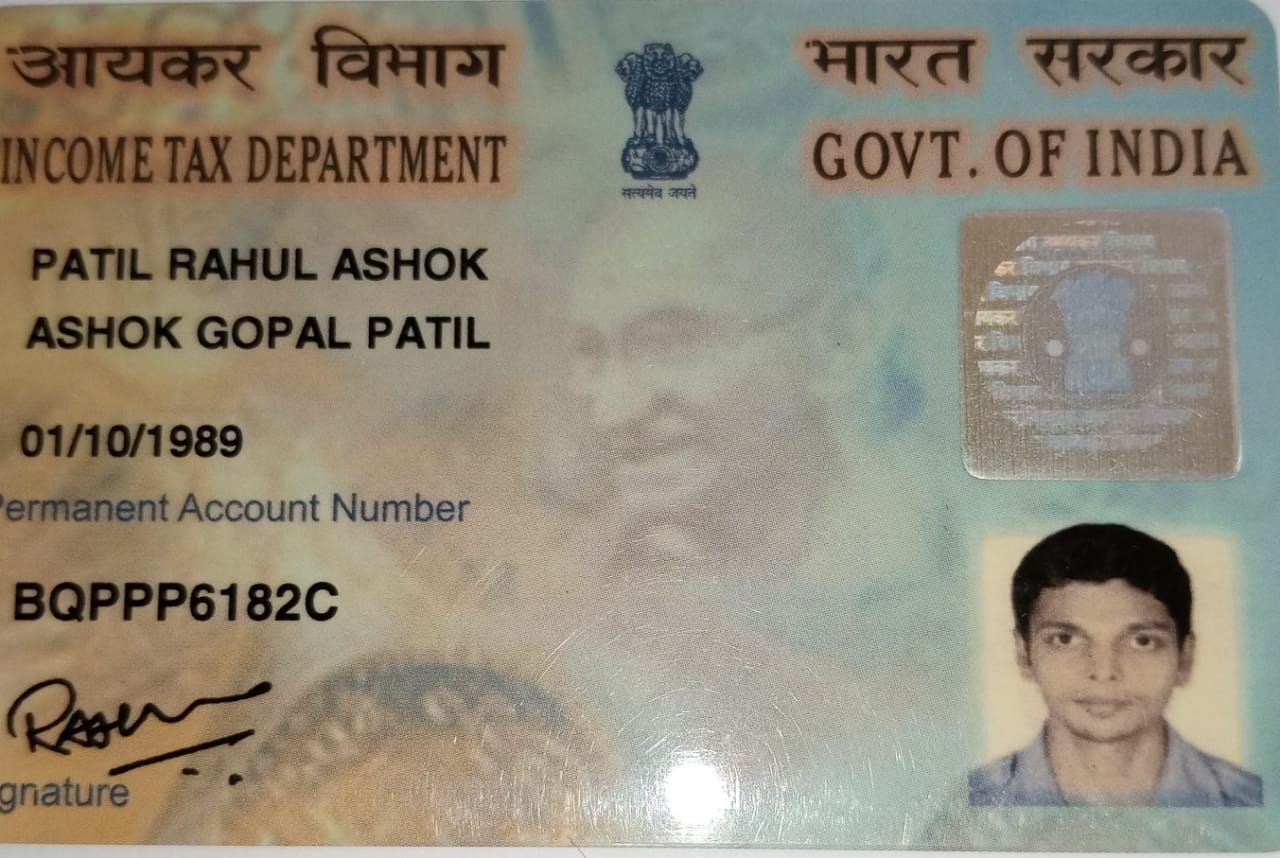 आयकर विभाग
INCOME TAX DEPARTMENT
सत्यमेव जयते
भारत सरकार
GOVT. OF INDIA
PATIL RAHUL ASHOK
ASHOK GOPAL PATIL
01/10/1989
Permanent Account Number
BQPPP6182C
gnature